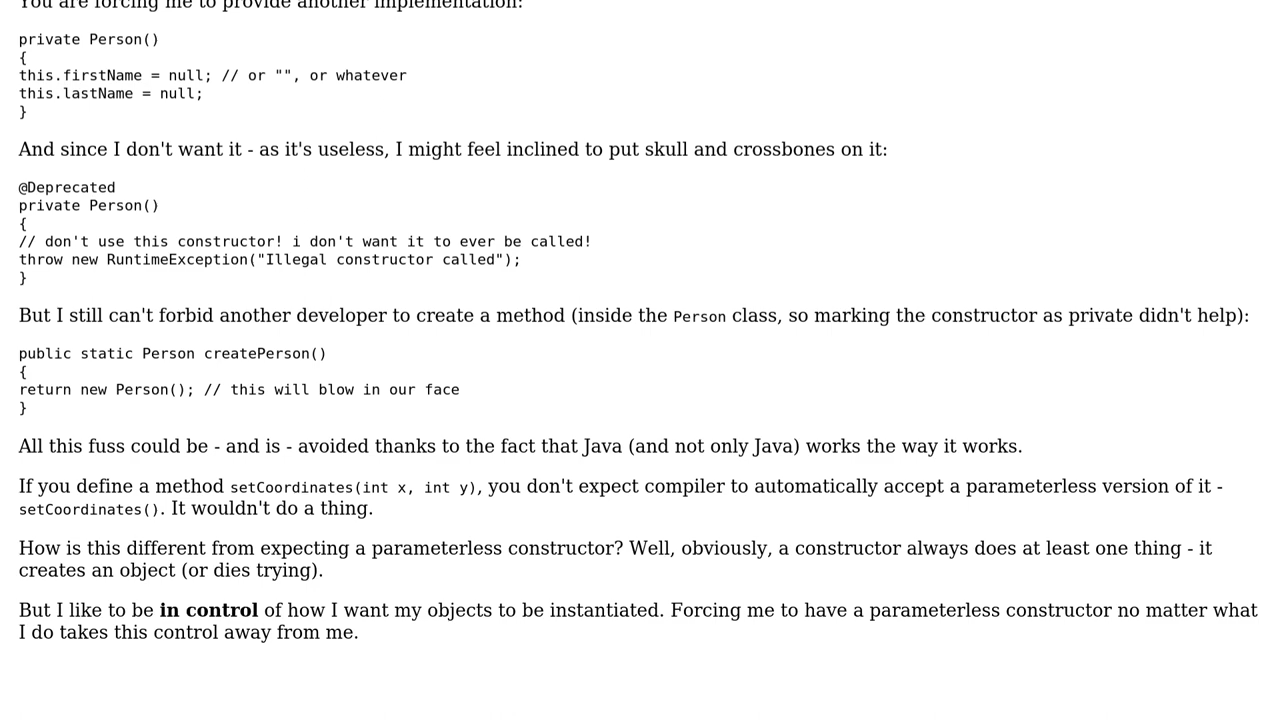 You are forcing me to provide another implementation:
private Person()
{
this.firstName = null; // or "", or whatever
this.lastName = null;
}
And since I don't want it - as it's useless, I might feel inclined to put skull and crossbones on it:
@Deprecated
private Person()
{
// don't use this constructor! i don't want it to ever be called!
throw new RuntimeException("Illegal constructor called");
}
But I still can't forbid another developer to create a method (inside the Person class, so marking the constructor as private didn't help):
public static Person createPerson()
{
return new Person(); // this will blow in our face
}
All this fuss could be - and is - avoided thanks to the fact that Java (and not only Java) works the way it works.
If you define a method setCoordinates(int x, int y), you don't expect compiler to automatically accept a parameterless version of it -
setCoordinates(). It wouldn't do a thing.
How is this different from expecting a parameterless constructor? Well, obviously, a constructor always does at least one thing - it
creates an object (or dies trying).
But I like to be in control of how I want my objects to be instantiated. Forcing me to have a parameterless constructor no matter what
I do takes this control away from me.